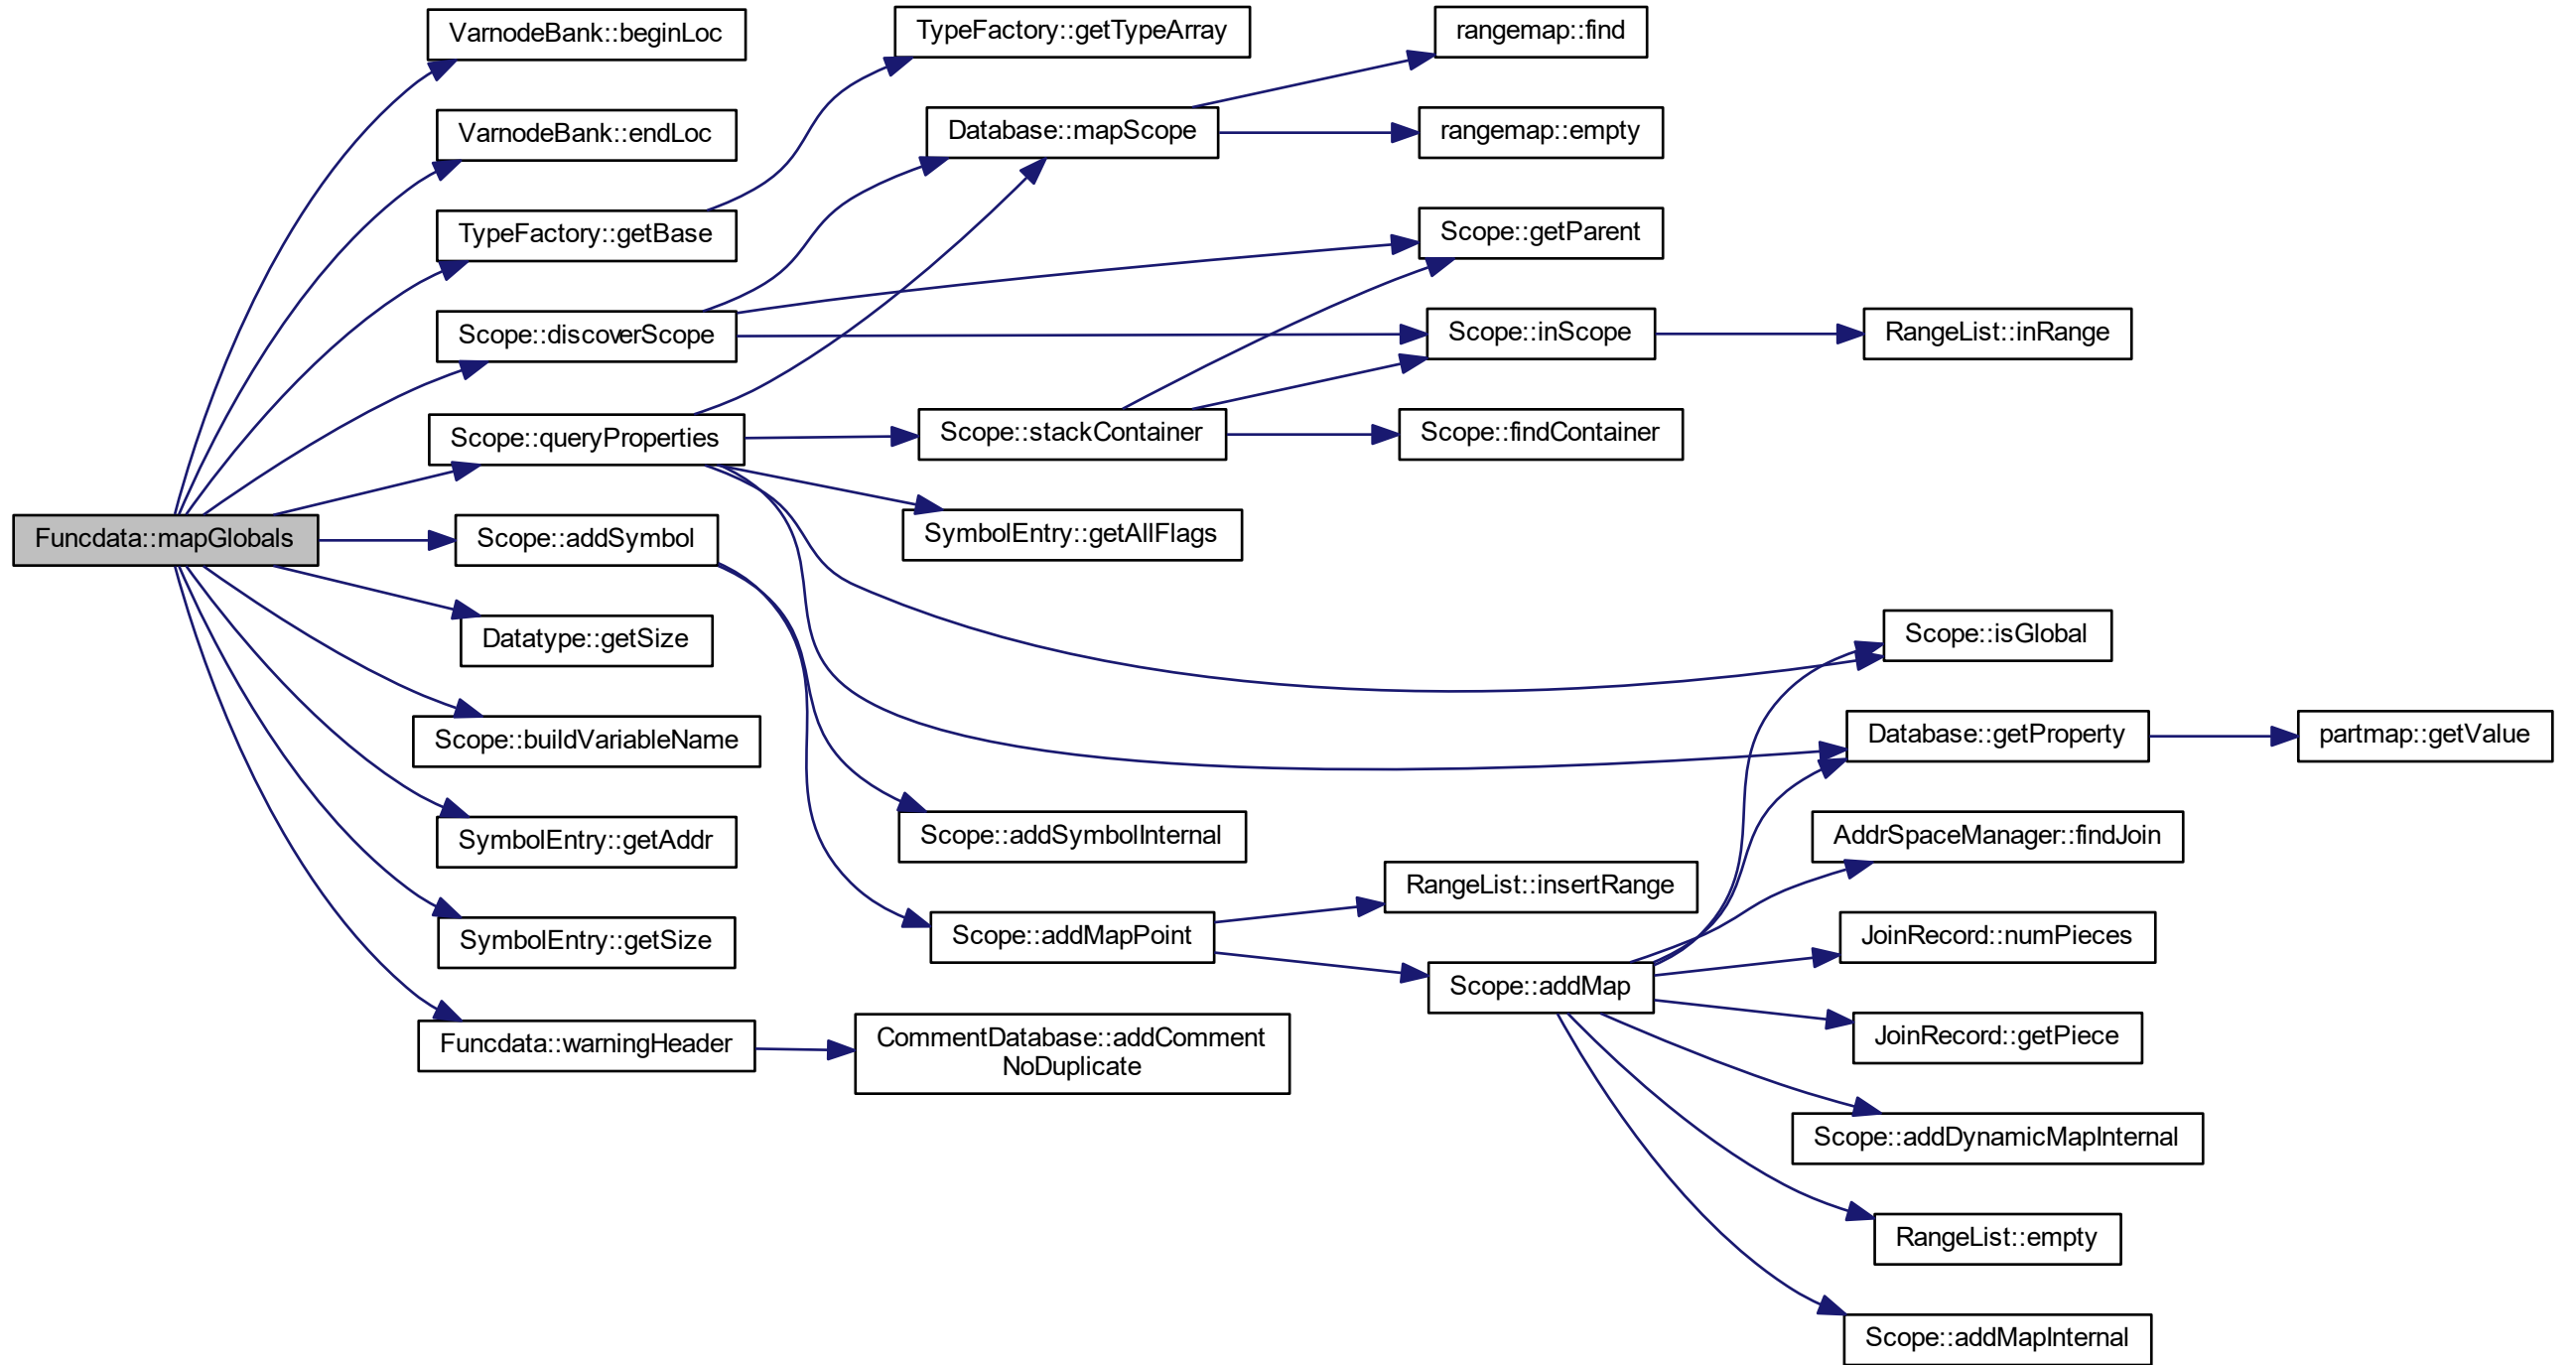 VarnodeBank::beginLoc
VarnodeBank::endLoc
TypeFactory::getBase
Scope::discoverScope
Scope::queryProperties
Funcdata::mapGlobals
Scope::addSymbol
Datatype::getSize
Scope::buildVariableName
SymbolEntry::getAddr
SymbolEntry::getSize
Funcdata::warningHeader
TypeFactory::getTypeArray
Database::mapScope
Scope::stackContainer
SymbolEntry::getAllFlags
Scope::addSymbolInternal
Scope::addMapPoint
CommentDatabase::addComment
NoDuplicate
rangemap::find
rangemap::empty
Scope::getParent
Scope::inScope
Scope::findContainer
RangeList::insertRange
Scope::addMap
RangeList::inRange
Scope::isGlobal
Database::getProperty
AddrSpaceManager::findJoin
JoinRecord::numPieces
JoinRecord::getPiece
Scope::addDynamicMapInternal
RangeList::empty
Scope::addMapInternal
partmap::getValue